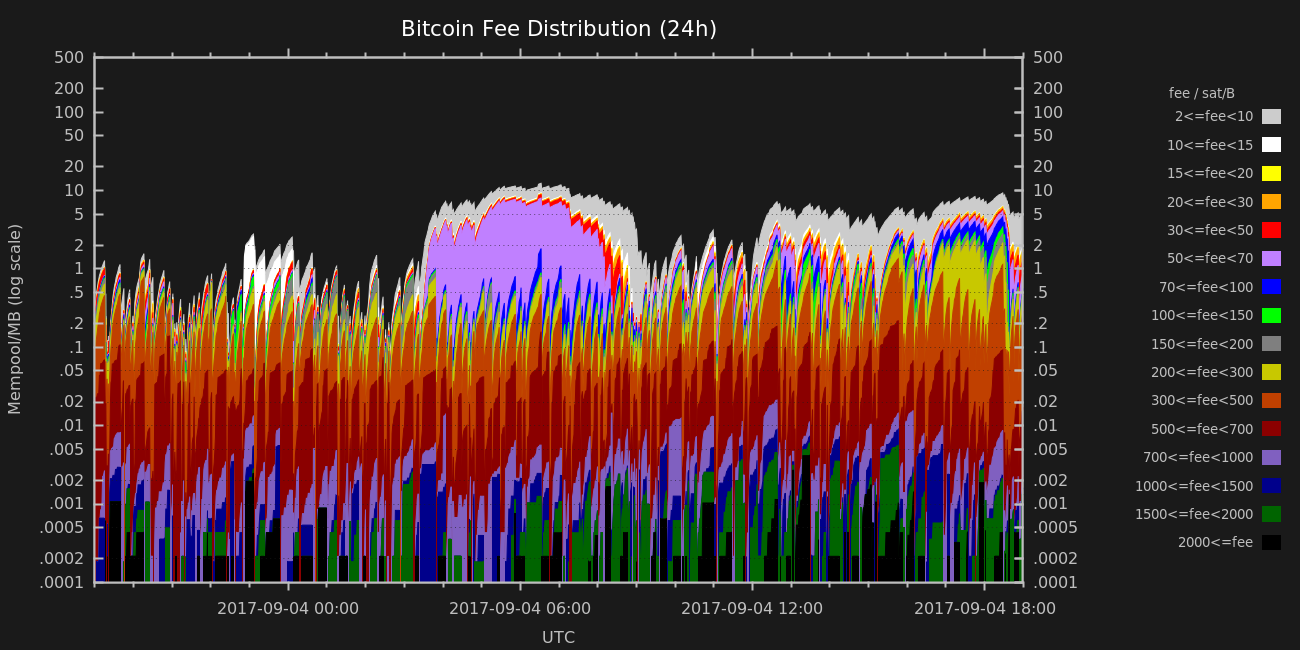 Bitcoin Fee Distribution (24h)
500
200
100
50
20
10
5
2
1
.5
.2
.1
.05
.02
.01
.005
.002
.001
.0005
.0002
.0001
Mempool/MB (log scale)
500
200
100
50
20
10
5
2
1
.5
.2
.1
.05
.02
.01
.005
.002
.001
.0005
.0002
.0001
fee / sat/B
2<=fee<10
10<=fee<15
15<=fee<20
20<=fee<30
30<=fee<50
50<=fee<70
70<=fee<100
100<=fee<150
150<=fee<200
200<=fee<300
300<=fee<500
500<=fee<700
700<=fee<1000
1000<=fee<1500
1500<=fee<2000
2000<=fee
2017-09-04 00:00 2017-09-04 06:00 2017-09-04 12:00 2017-09-04 18:00
UTC